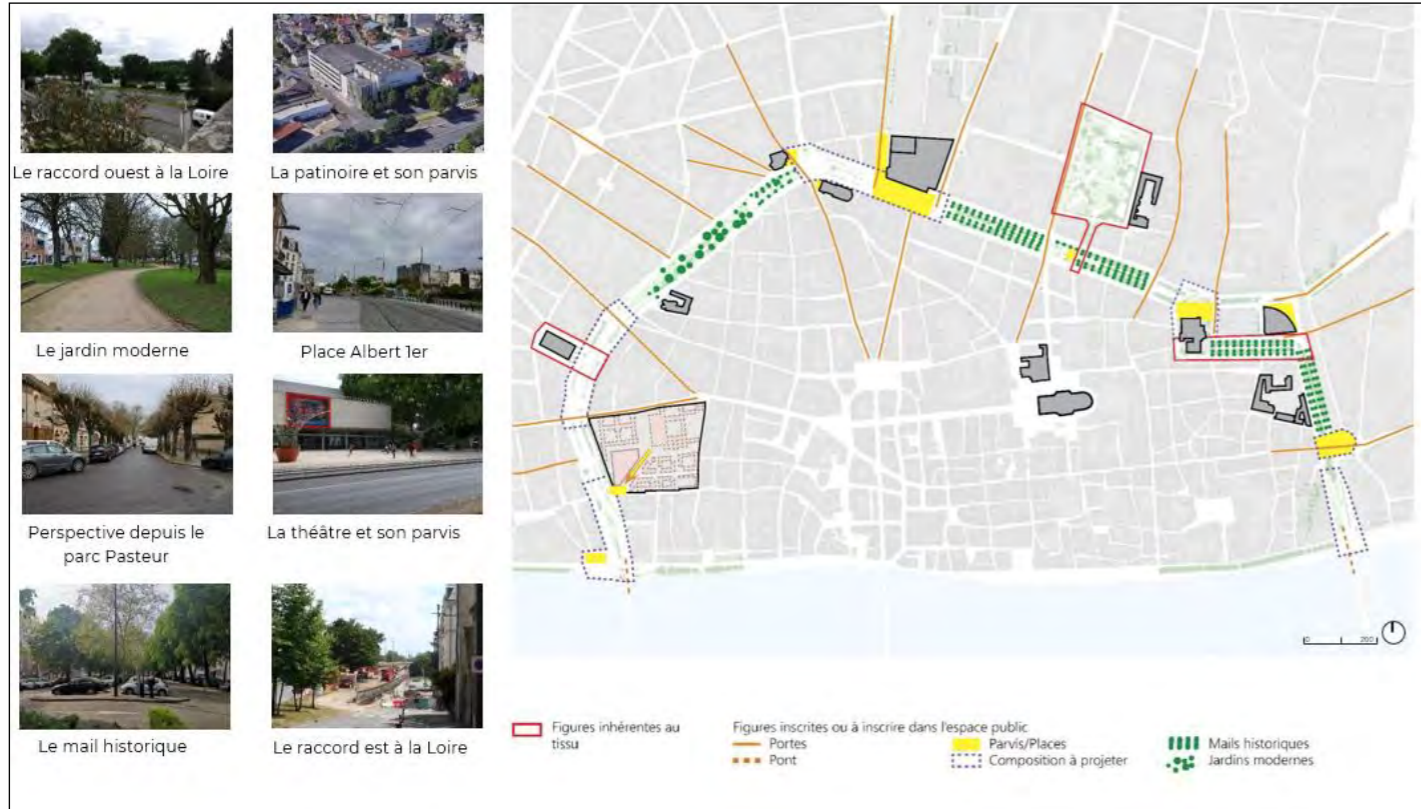 Le raccord ouest à la Loire
La patinoire et son parvis
Le jardin moderne
Place Albert 1er
Perspective depuis le
parc Pasteur
La théâtre et son parvis
Le mail historique
Le raccord est à la Loire
0
200
Figures inhérentes au
tissu
Figures inscrites ou à inscrire dans l'espace public
Portes
Pont
Parvis/Places
Composition à projeter
Mails historiques
Jardins modernes